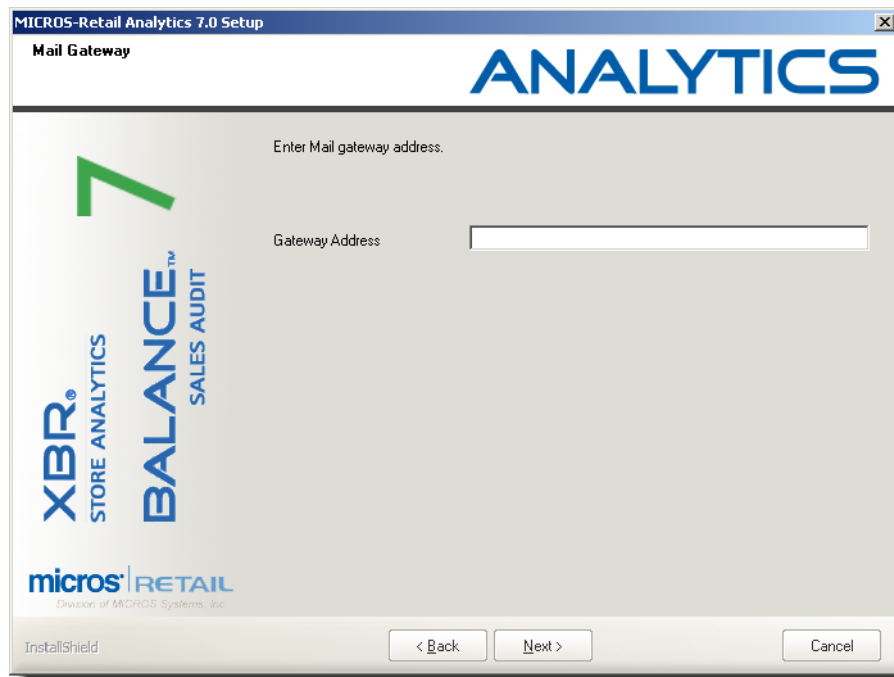 MICROS-Retail Analytics 7.0 Setup
Mail Gateway
ANALYTICS
Enter Mail gateway address.
Gateway Address
7
XBR®
STORE ANALYTICS
BALANCE™
SALES AUDIT
micros® RETAIL
Division of MICROS Systems, Inc.
InstallShield
< Back
Next >
Cancel